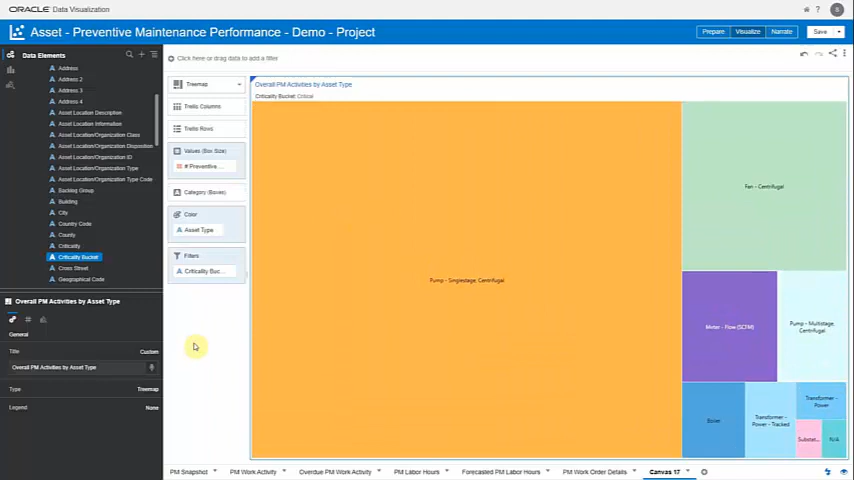 ORACLE Data Visualization
?
S
Asset - Preventive Maintenance Performance - Demo - Project
Prepare
Visualize
Narrate
Save
Data Elements
Click here or drag data to add a filter
Address
Address 2
Address 3
Address 4
Asset Location Description
Asset Location Information
Asset Location/Organization Class
Asset Location/Organization Disposition
Asset Location/Organization ID
Asset Location/Organization Type
Asset Location/Organization Type Code
Backlog Group
Building
City
Country Code
County
Criticality
Criticality Bucket
Cross Street
Geographical Code
Overall PM Activities by Asset Type
General
Title
Custom
Overall PM Activities by Asset Type
Type
Treemap
Legend
None
Treemap
Trellis Columns
Trellis Rows
Values (Box Size)
# Preventive ...
Category (Boxes)
Color
Asset Type
Filters
Criticality Buc...
Overall PM Activities by Asset Type
Criticality Bucket: Critical
Pump - Singlestage, Centrifugal
Fan - Centrifugal
Meter - Flow (SCFM)
Pump - Multistage,
Centrifugal
Boiler
Transformer -
Power - Tracked
Transformer -
Power
Substat...
N/A
PM Snapshot
PM Work Activity
Overdue PM Work Activity
PM Labor Hours
Forecasted PM Labor Hours
PM Work Order Details
Canvas 17